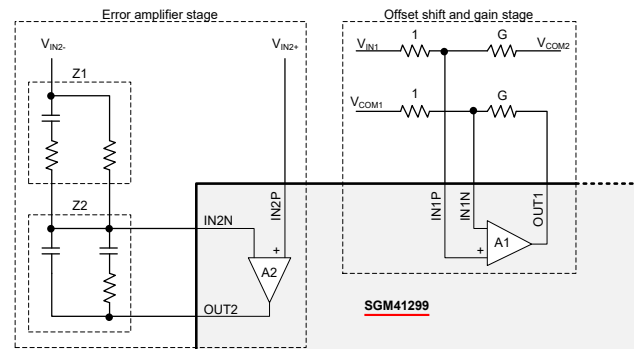 Error amplifier stage
Offset shift and gain stage
VIN2-
VIN2+
Z1
Z2
IN2N
IN2P
+
A2
OUT2
VIN1
1
G
VCOM2
VCOM1
1
G
IN1P
IN1N
OUT1
+
A1
SGM41299